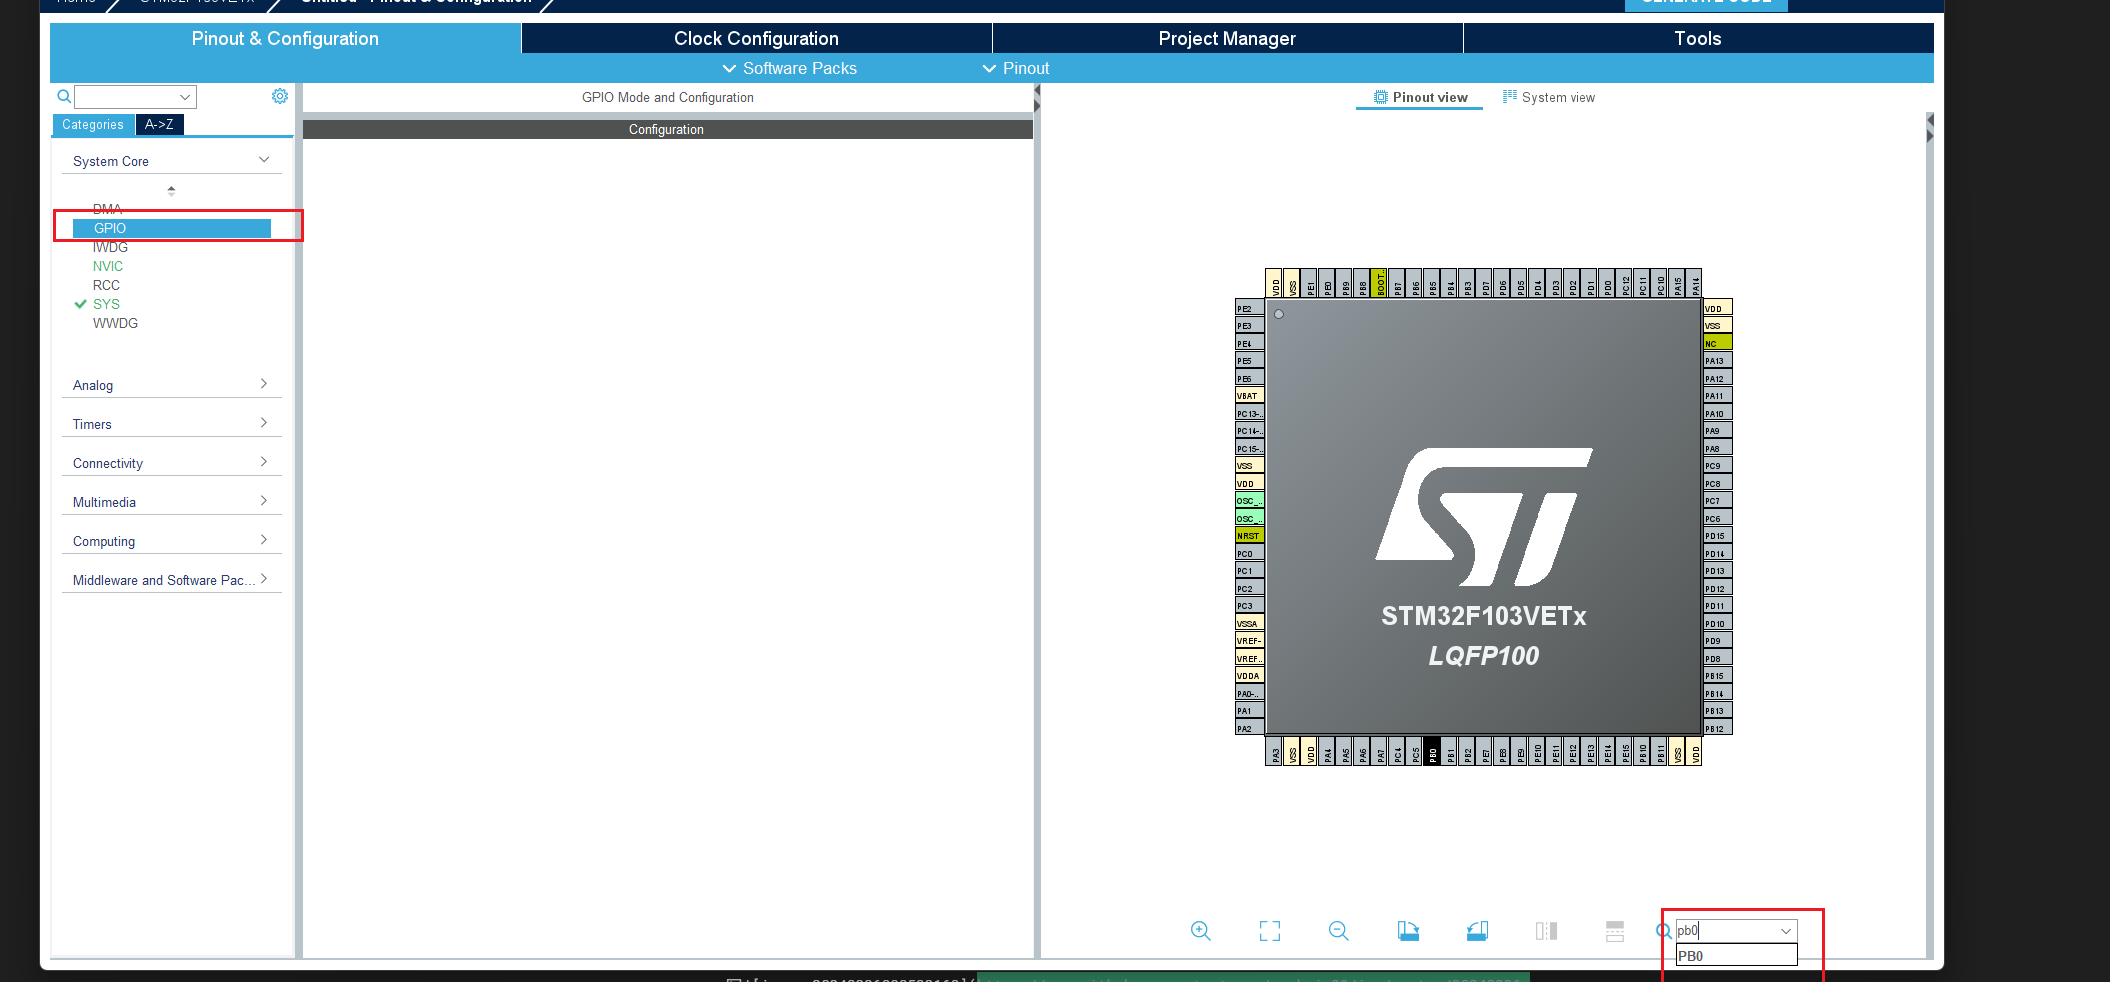 Pinout & Configuration
Clock Configuration
Project Manager
Tools
Software Packs
Pinout
GPIO Mode and Configuration
Pinout view
System view
Categories
A->Z
Configuration
System Core
DMA
GPIO
IWDG
NVIC
RCC
SYS
WWDG
Analog
Timers
Connectivity
Multimedia
Computing
Middleware and Software Pac...
VDD
VSS
PE1
PE0
PB9
PB8
BOOT..
PB7
PB6
PB5
PB4
PB3
PD7
PD6
PD5
PD4
PD3
PD2
PD1
PD0
PC12
PC11
PC10
PA15
PA14
PE2
PE3
PE4
PE5
PE6
VBAT
PC13-..
PC14-..
PC15-..
VSS
VDD
OSC_..
OSC_..
NRST
PC0
PC1
PC2
PC3
VSSA
VREF-
VREF..
VDDA
PA0-..
PA1
PA2
VDD
VSS
NC
PA13
PA12
PA11
PA10
PA9
PA8
PC9
PC8
PC7
PC6
PD15
PD14
PD13
PD12
PD11
PD10
PD9
PD8
PB15
PB14
PB13
PB12
ST
STM32F103VETx
LQFP100
PA3
VSS
VDD
PA4
PA5
PA6
PA7
PC4
PC5
PB0
PB1
PB2
PE7
PE8
PE9
PE10
PE11
PE12
PE13
PE14
PE15
PB10
PB11
VSS
VDD
pb0
PB0